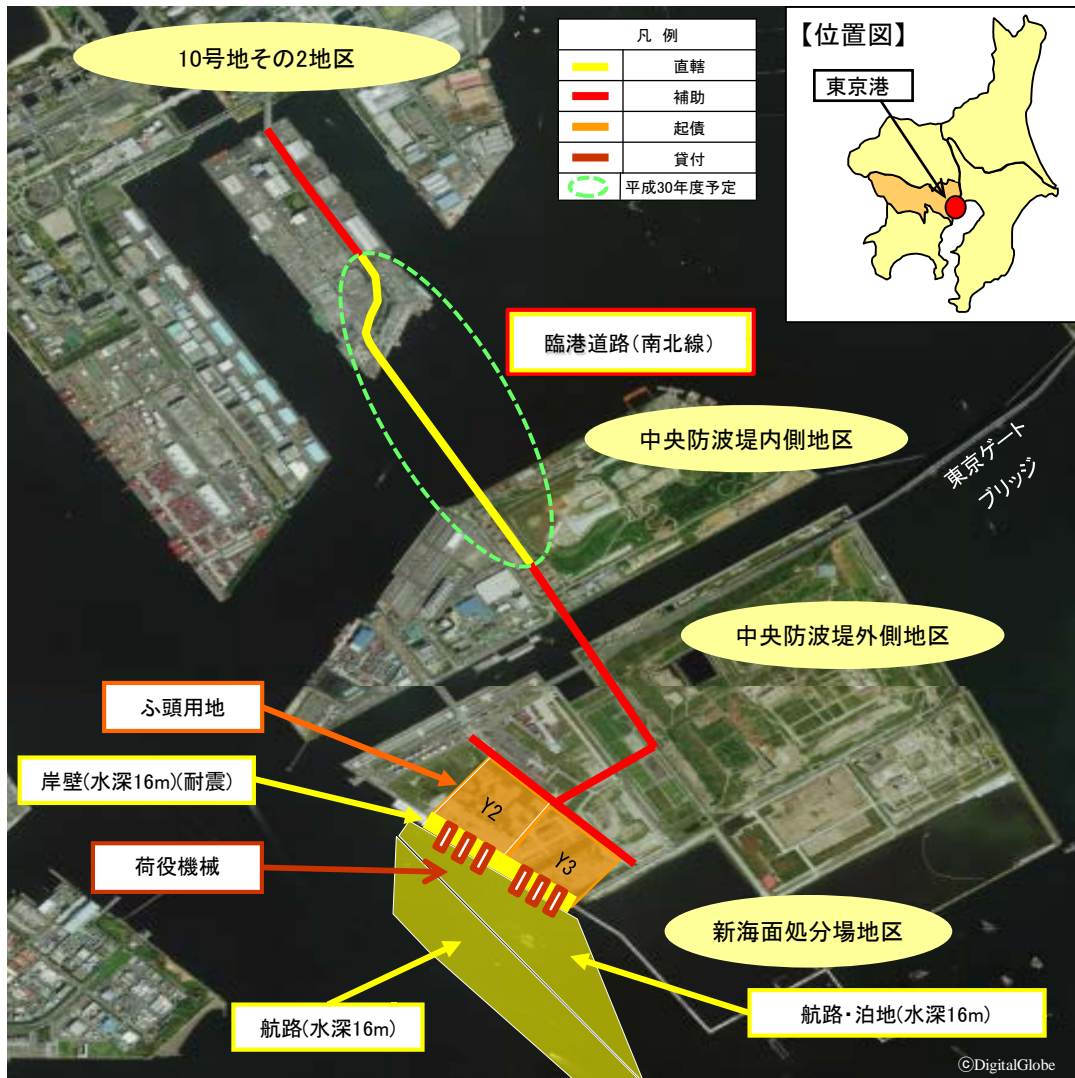 10号地その2地区
凡 例
直轄
補助
起債
貸付
平成30年度予定
【位置図】
東京港
臨港道路(南北線)
中央防波堤内側地区
東京ゲート
ブリッジ
中央防波堤外側地区
ふ頭用地
岸壁(水深16m)(耐震)
Y2
Y3
荷役機械
新海面処分場地区
航路(水深16m)
航路・泊地(水深16m)
©DigitalGlobe